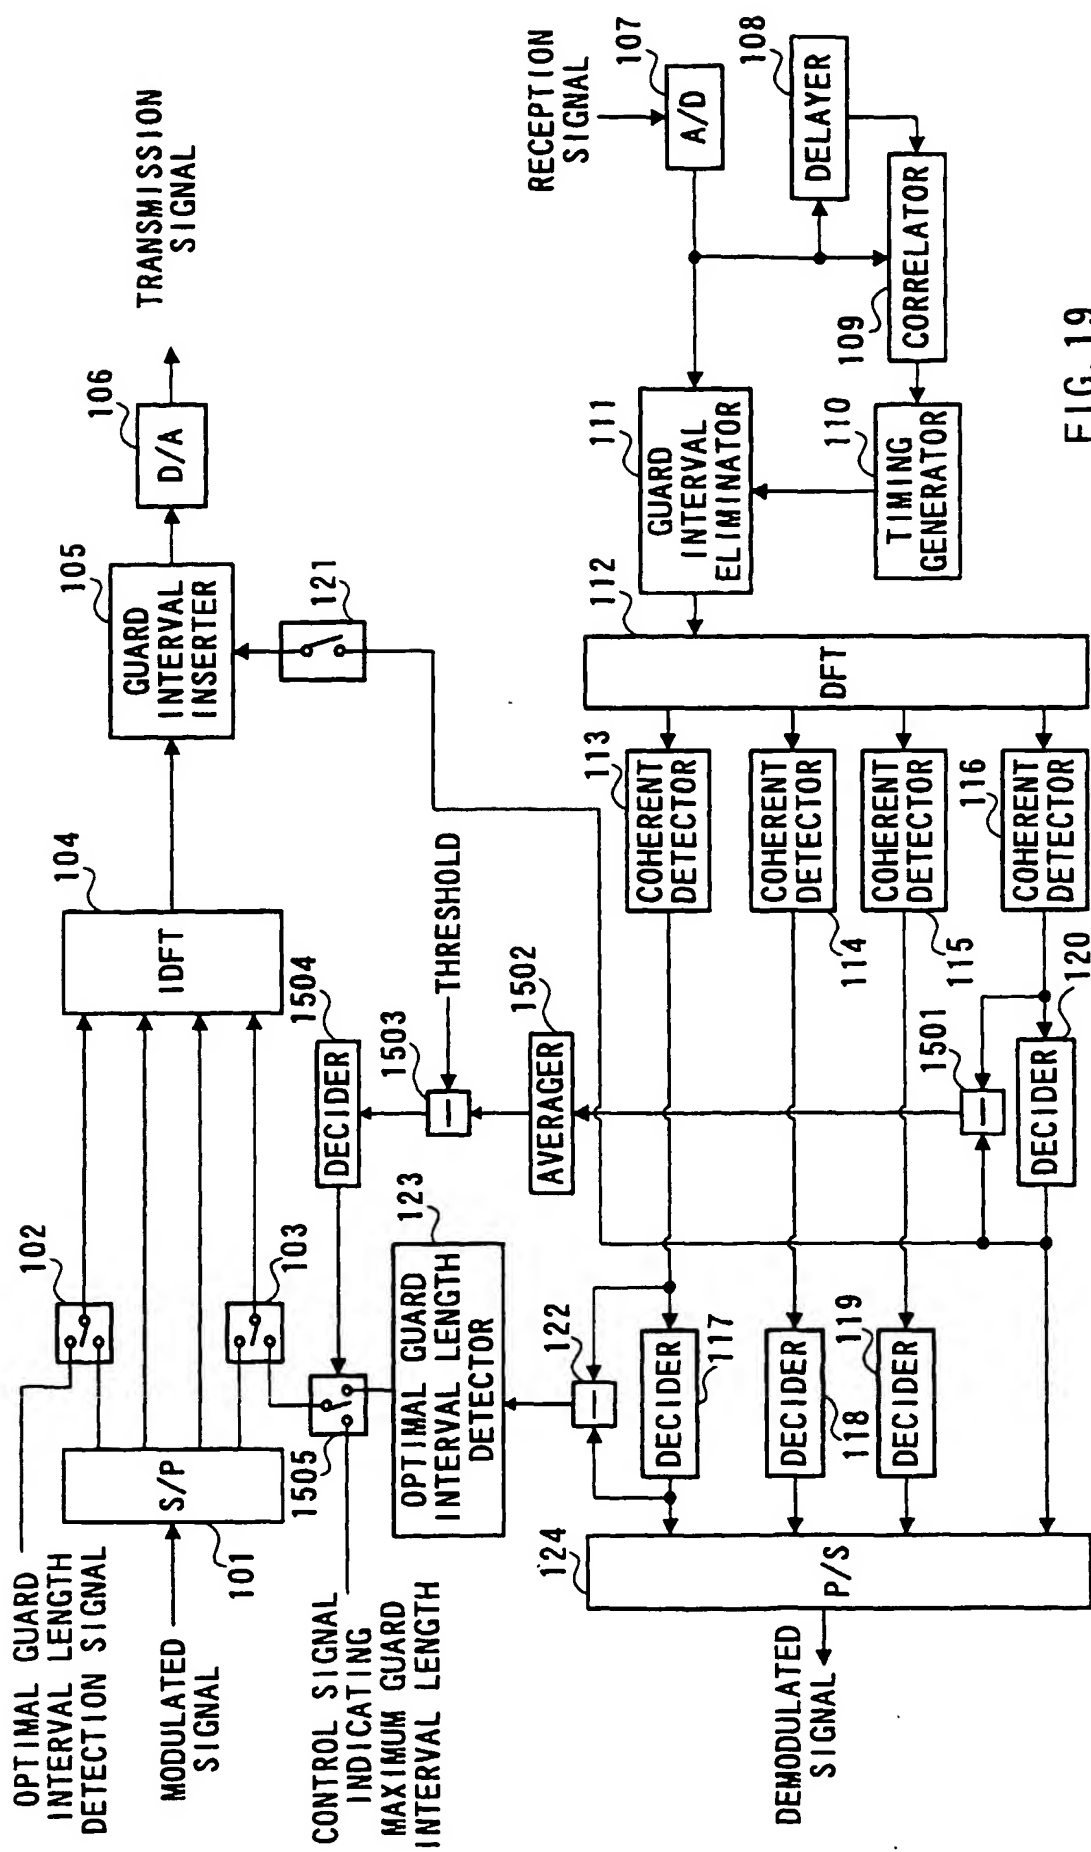 OPTIMAL GUARD
INTERVAL LENGTH
DETECTION SIGNAL
MODULATED
SIGNAL
101
S/P
102
103
104
IDFT
105
GUARD
INTERVAL
INSERTER
106
D/A
TRANSMISSION
SIGNAL
121
CONTROL SIGNAL
INDICATING
MAXIMUM GUARD
INTERVAL LENGTH
1505
1504
DECIDER
1503
THRESHOLD
1502
AVERAGER
123
OPTIMAL GUARD
INTERVAL LENGTH
DETECTOR
122
RECEPTION
SIGNAL
107
A/D
108
DELAYER
109
CORRELATOR
110
TIMING
GENERATOR
111
GUARD
INTERVAL
ELIMINATOR
112
DFT
113
COHERENT
DETECTOR
COHERENT
DETECTOR
114
COHERENT
DETECTOR
115
116
COHERENT
DETECTOR
DECIDER
117
DECIDER
118
119
DECIDER
1501
DECIDER
120
124
P/S
DEMODULATED
SIGNAL
FIG. 19